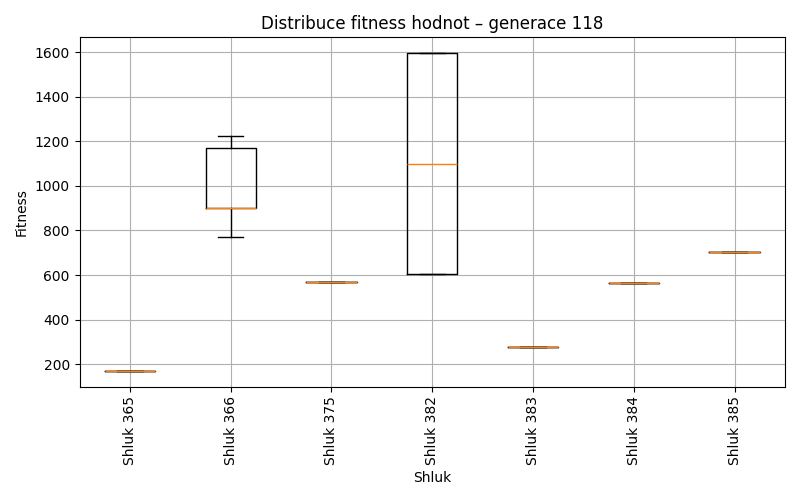 Distribuce fitness hodnot – generace 118
Fitness
1600
1400
1200
1000
800
600
400
200
Shluk 365
Shluk 366
Shluk 375
Shluk 382
Shluk 383
Shluk 384
Shluk 385
Shluk